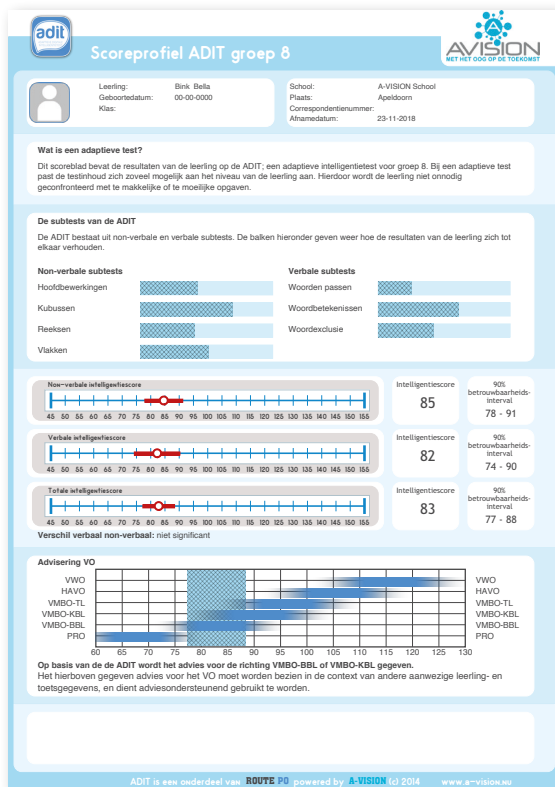 adit
Scoreprofiel ADIT groep 8
AVISION
MET HET OOG OP DE TOEKOMST
Leerling: Bink Bella
Geboortedatum: 00-00-0000
Klas:
School: A-VISION School
Plaats: Apeldoorn
Correspondentienummer:
Afnamedatum: 23-11-2018
Wat is een adaptieve test?
Dit scoreblad bevat de resultaten van de leerling op de ADIT; een adaptieve intelligentietest voor groep 8. Bij een adaptieve test
past de testinhoud zich zoveel mogelijk aan het niveau van de leerling aan. Hierdoor wordt de leerling niet onnodig
geconfronteerd met te makkelijke of te moeilijke opgaven.
De subtests van de ADIT
De ADIT bestaat uit non-verbale en verbale subtests. De balken hieronder geven weer hoe de resultaten van de leerling zich tot
elkaar verhouden.
Non-verbale subtests
Hoofdbewerkingen
Kubussen
Reeksen
Vlakken
Verbale subtests
Woorden passen
Woordbetekenissen
Woordexclusie
Non-verbale intelligentiescore
45 50 55 60 65 70 75 80 85 90 95 100 105 110 115 120 125 130 135 140 145 150 155
Intelligentiescore
85
90%
betrouwbaarheids-
interval
78 - 91
Verbale intelligentiescore
45 50 55 60 65 70 75 80 85 90 95 100 105 110 115 120 125 130 135 140 145 150 155
Intelligentiescore
82
90%
betrouwbaarheids-
interval
74 - 90
Totale intelligentiescore
45 50 55 60 65 70 75 80 85 90 95 100 105 110 115 120 125 130 135 140 145 150 155
Intelligentiescore
83
90%
betrouwbaarheids-
interval
77 - 88
Verschil verbaal non-verbaal: niet significant
Advisering VO
VWO VWO
HAVO HAVO
VMBO-TL VMBO-TL
VMBO-KBL VMBO-KBL
VMBO-BBL VMBO-BBL
PRO PRO
60 65 70 75 80 85 90 95 100 105 110 115 120 125 130
Op basis van de de ADIT wordt het advies voor de richting VMBO-BBL of VMBO-KBL gegeven.
Het hierboven gegeven advies voor het VO moet worden bezien in de context van andere aanwezige leerling- en
toetsgegevens, en dient adviesondersteunend gebruikt te worden.
ADIT is een onderdeel van ROUTE PO powered by A-VISION (c) 2014 www.a-vision.nu